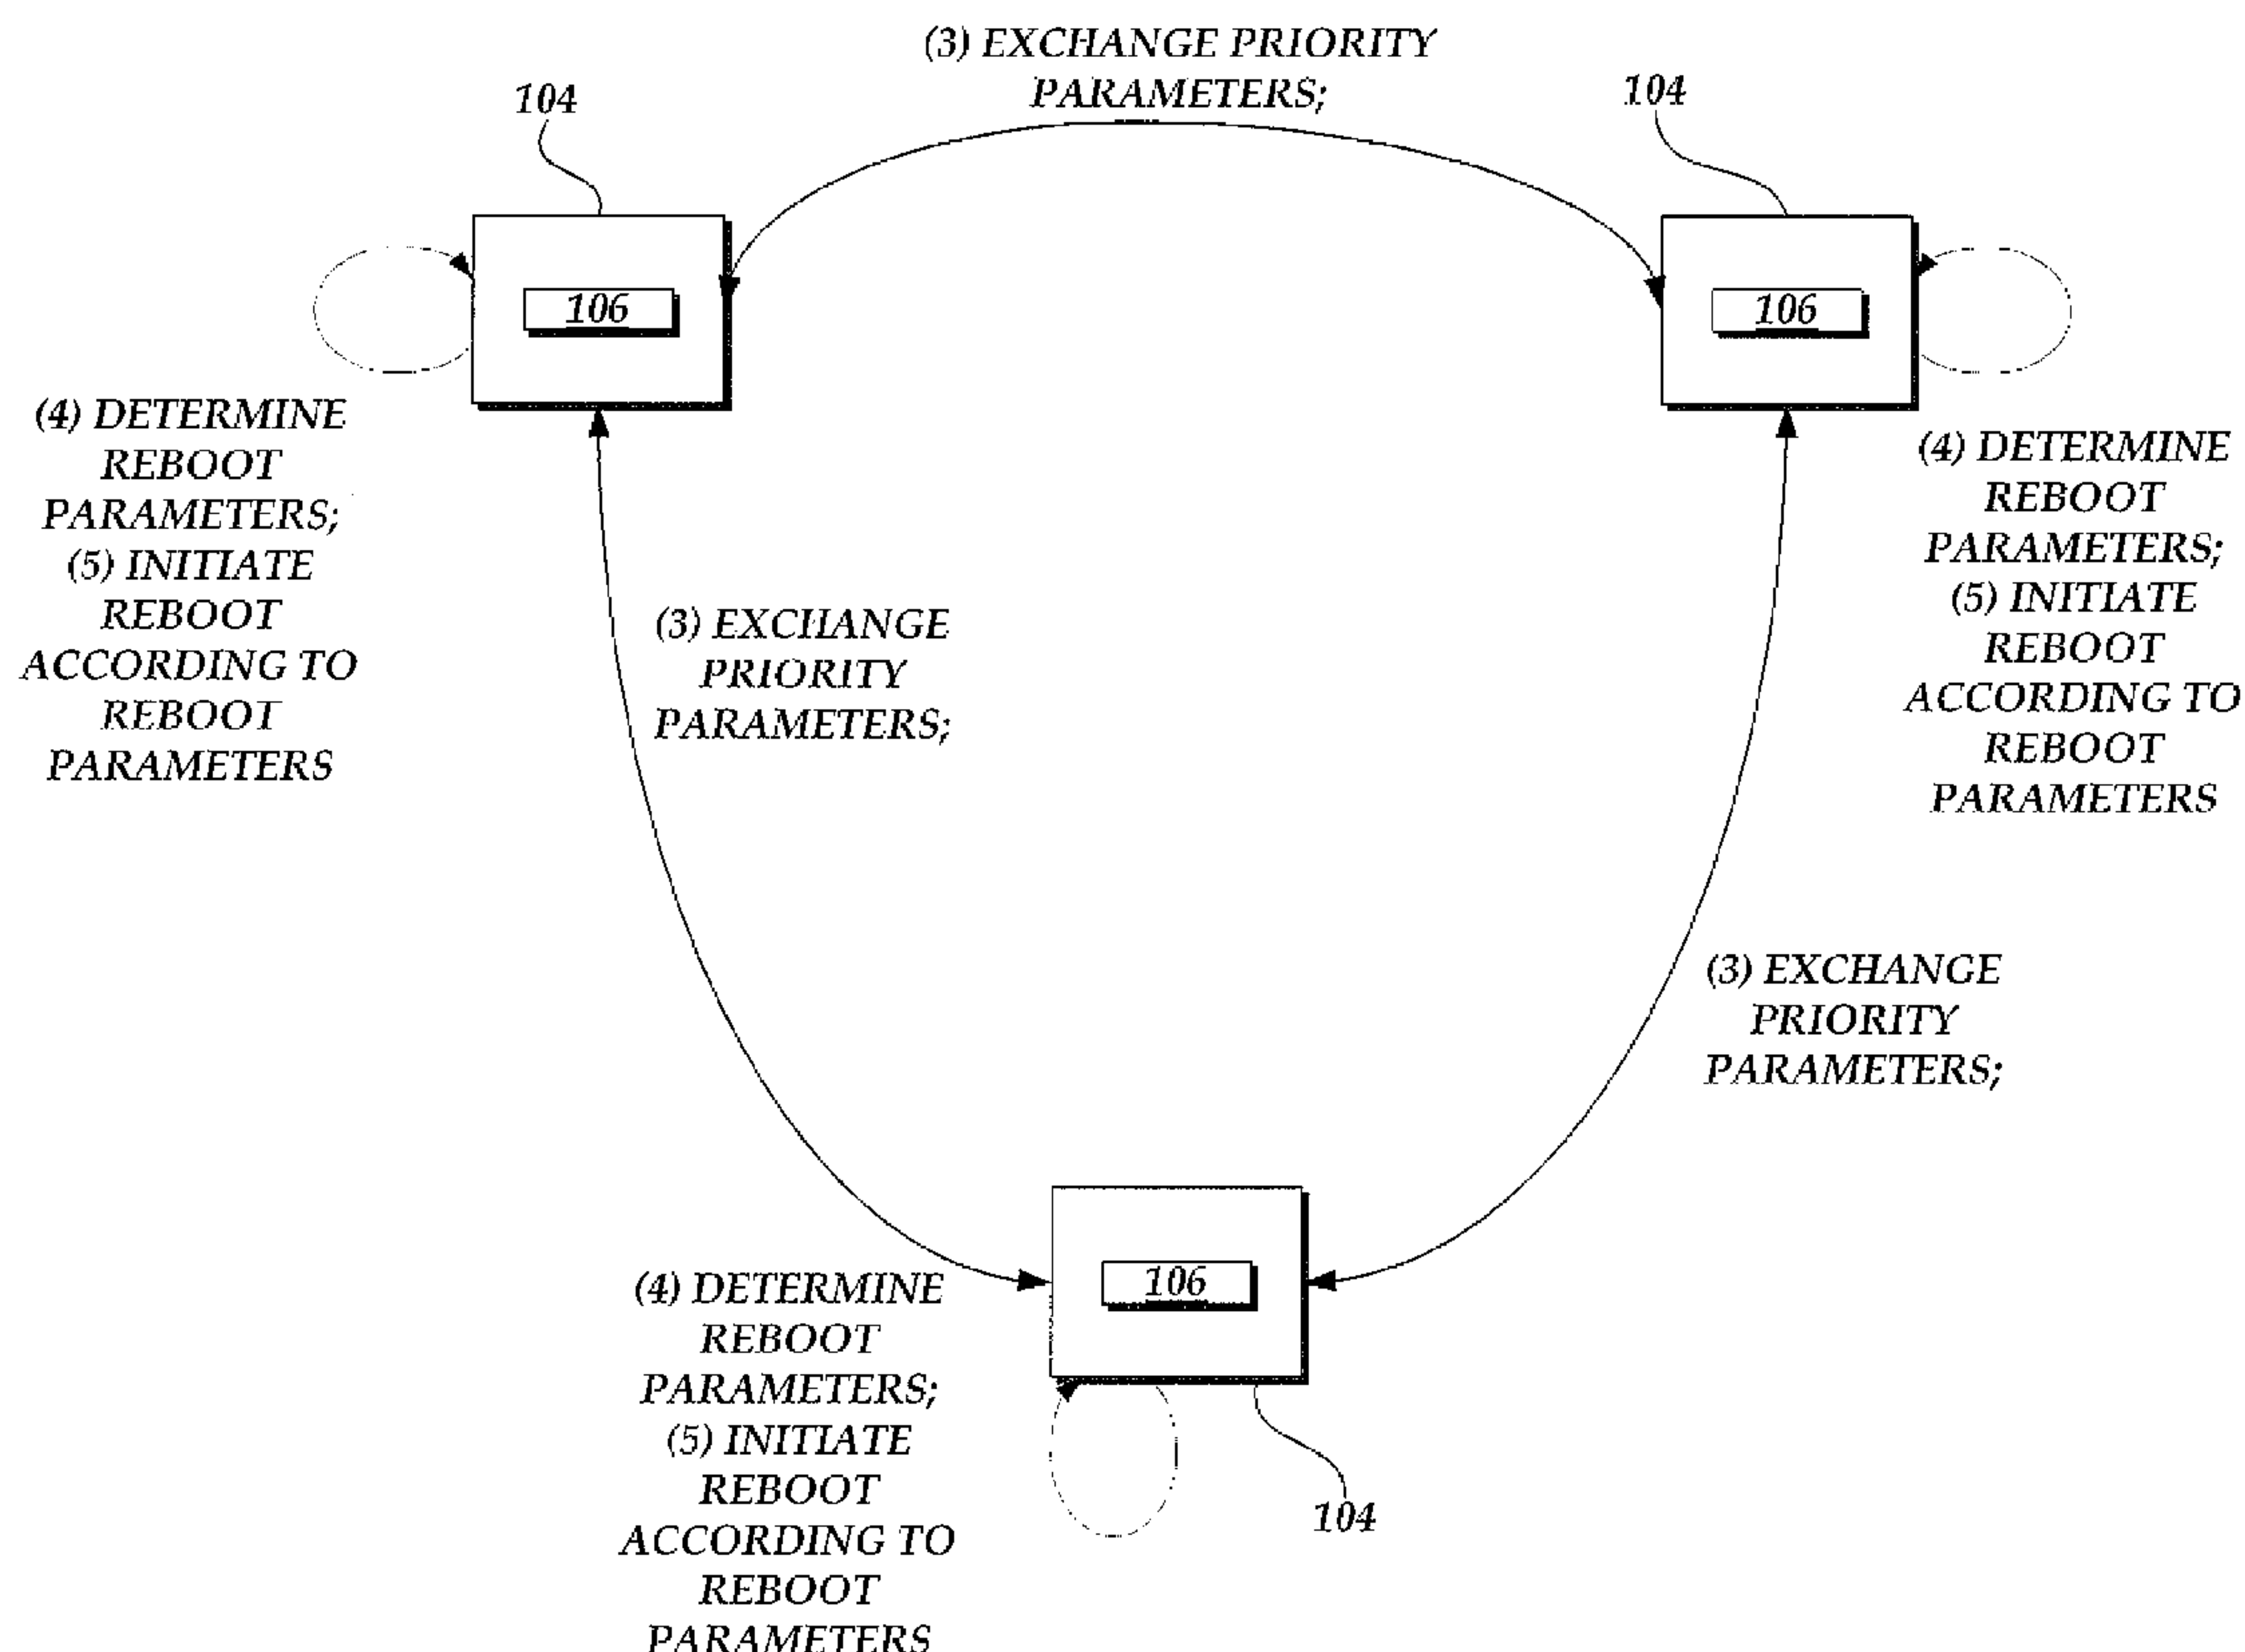 (3) EXCHANGE PRIORITY
PARAMETERS;
104
104
106
106
(4) DETERMINE
REBOOT
PARAMETERS;
(5) INITIATE
REBOOT
ACCORDING TO
REBOOT
PARAMETERS
(4) DETERMINE
REBOOT
PARAMETERS;
(5) INITIATE
REBOOT
ACCORDING TO
REBOOT
PARAMETERS
(3) EXCHANGE
PRIORITY
PARAMETERS;
(3) EXCHANGE
PRIORITY
PARAMETERS;
106
(4) DETERMINE
REBOOT
PARAMETERS;
(5) INITIATE
REBOOT
ACCORDING TO
REBOOT
PARAMETERS
104